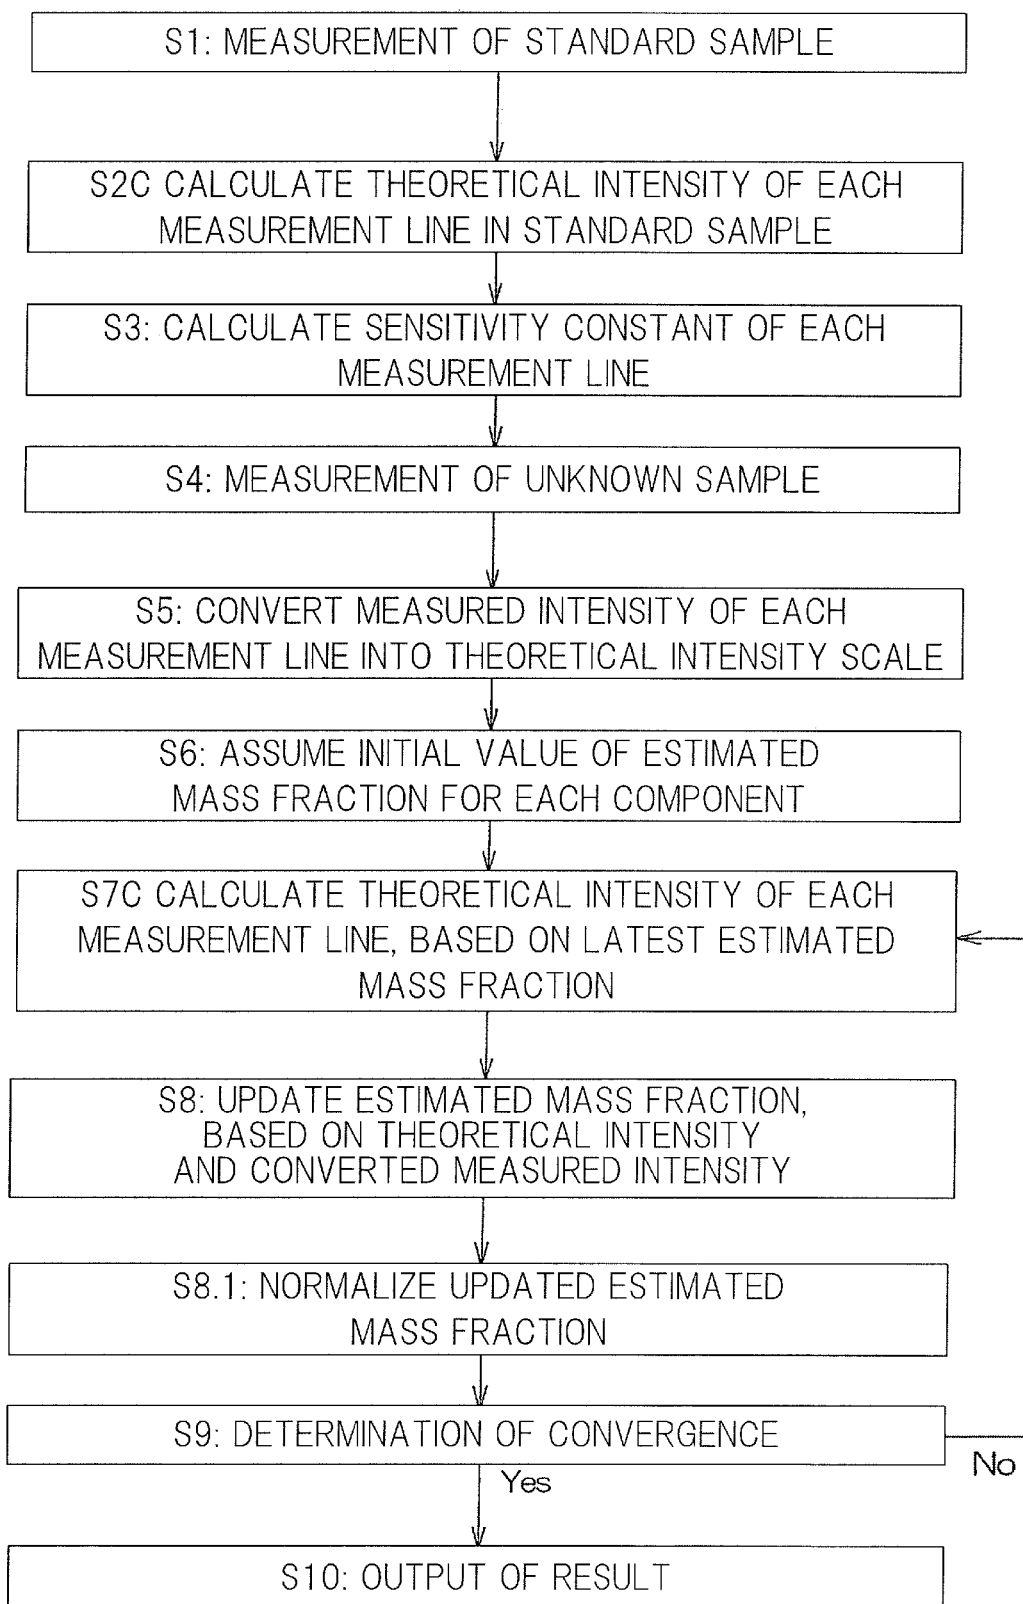 S1: MEASUREMENT OF STANDARD SAMPLE
S2C CALCULATE THEORETICAL INTENSITY OF EACH
MEASUREMENT LINE IN STANDARD SAMPLE
S3: CALCULATE SENSITIVITY CONSTANT OF EACH
MEASUREMENT LINE
S4: MEASUREMENT OF UNKNOWN SAMPLE
S5: CONVERT MEASURED INTENSITY OF EACH
MEASUREMENT LINE INTO THEORETICAL INTENSITY SCALE
S6: ASSUME INITIAL VALUE OF ESTIMATED
MASS FRACTION FOR EACH COMPONENT
S7C CALCULATE THEORETICAL INTENSITY OF EACH
MEASUREMENT LINE, BASED ON LATEST ESTIMATED
MASS FRACTION
S8: UPDATE ESTIMATED MASS FRACTION,
BASED ON THEORETICAL INTENSITY
AND CONVERTED MEASURED INTENSITY
S8.1: NORMALIZE UPDATED ESTIMATED
MASS FRACTION
S9: DETERMINATION OF CONVERGENCE
No
Yes
S10: OUTPUT OF RESULT